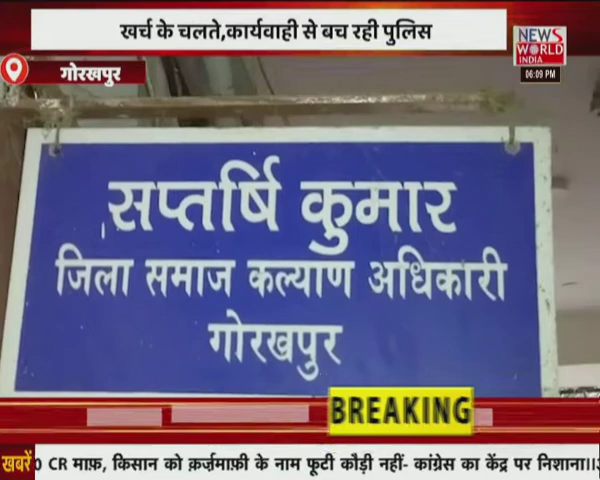 खर्च के चलते,कार्यवाही से बच रही पुलिस
NEWS
WORLD
INDIA
06:09 PM
गोरखपुर
सप्तर्षि कुमार
जिला समाज कल्याण अधिकारी
गोरखपुर
BREAKING
खबरें
0 CR माफ़, किसान को क़र्ज़माफ़ी के नाम फूटी कौड़ी नहीं- कांग्रेस का केंद्र पर निशाना।।